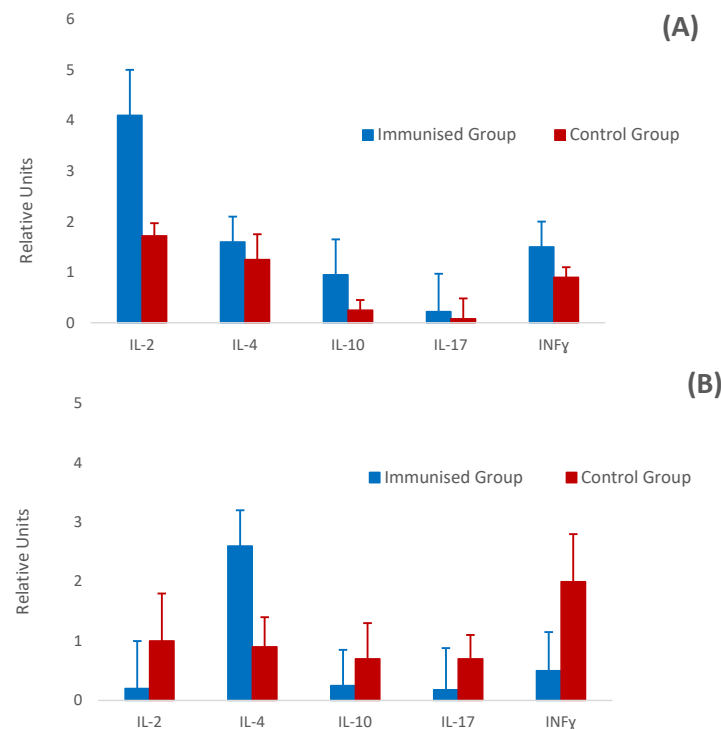 (A)
6
5
4
3
2
1
0
Relative Units
Immunised Group Control Group
IL-2 IL-4 IL-10 IL-17 INFɣ
(B)
5
4
3
2
1
0
Relative Units
Immunised Group Control Group
IL-2 IL-4 IL-10 IL-17 INFɣ